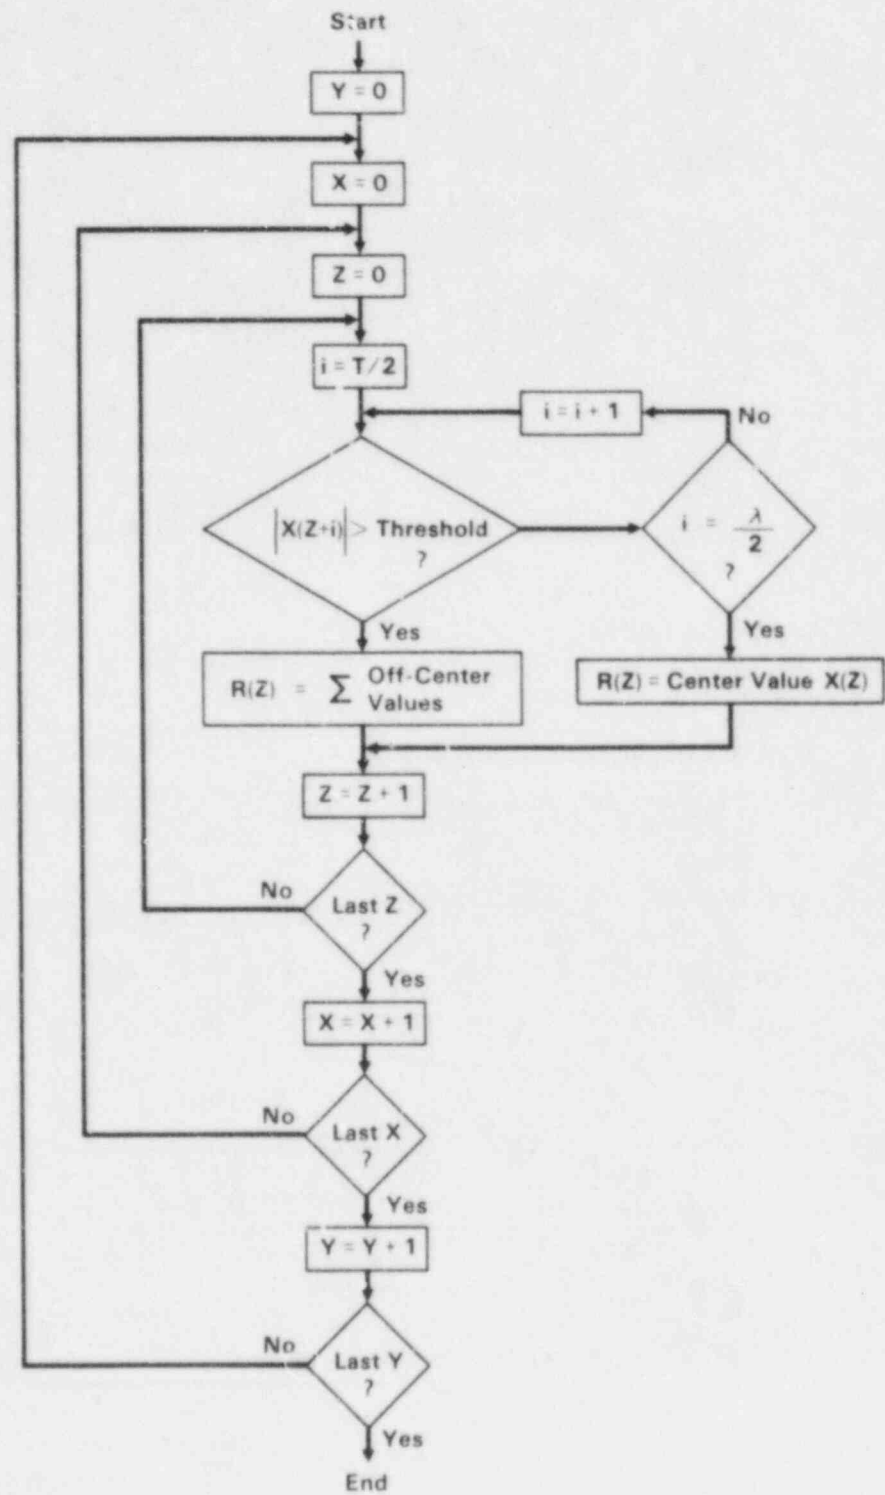 Start
Y = 0
X = 0
Z = 0
i = T/2
i = i + 1
No
|X(Z+i)| > Threshold
?
i = λ/2
?
Yes
Yes
R(Z) = ∑ Off-Center
Values
R(Z) = Center Value X(Z)
Z = Z + 1
No
Last Z
?
Yes
X = X + 1
No
Last X
?
Yes
Y = Y + 1
No
Last Y
?
Yes
End